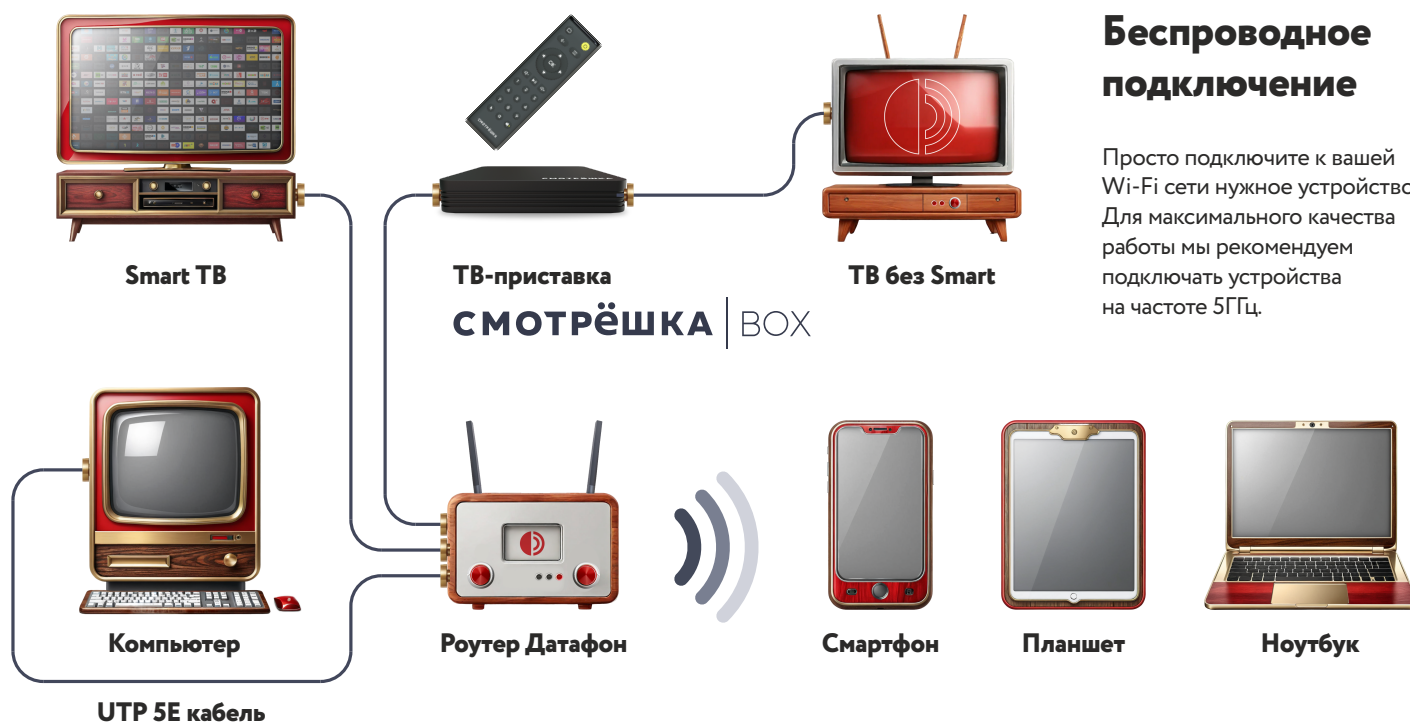 Беспроводное
подключение
Просто подключите к вашей
Wi-Fi сети нужное устройство
Для максимального качества
работы мы рекомендуем
подключать устройства
на частоте 5ГГц.
Smart ТВ
ТВ-приставка
ТВ без Smart
СМОТРЁШКА | BOX
Компьютер
Роутер Датафон
Смартфон
Планшет
Ноутбук
UTP 5E кабель